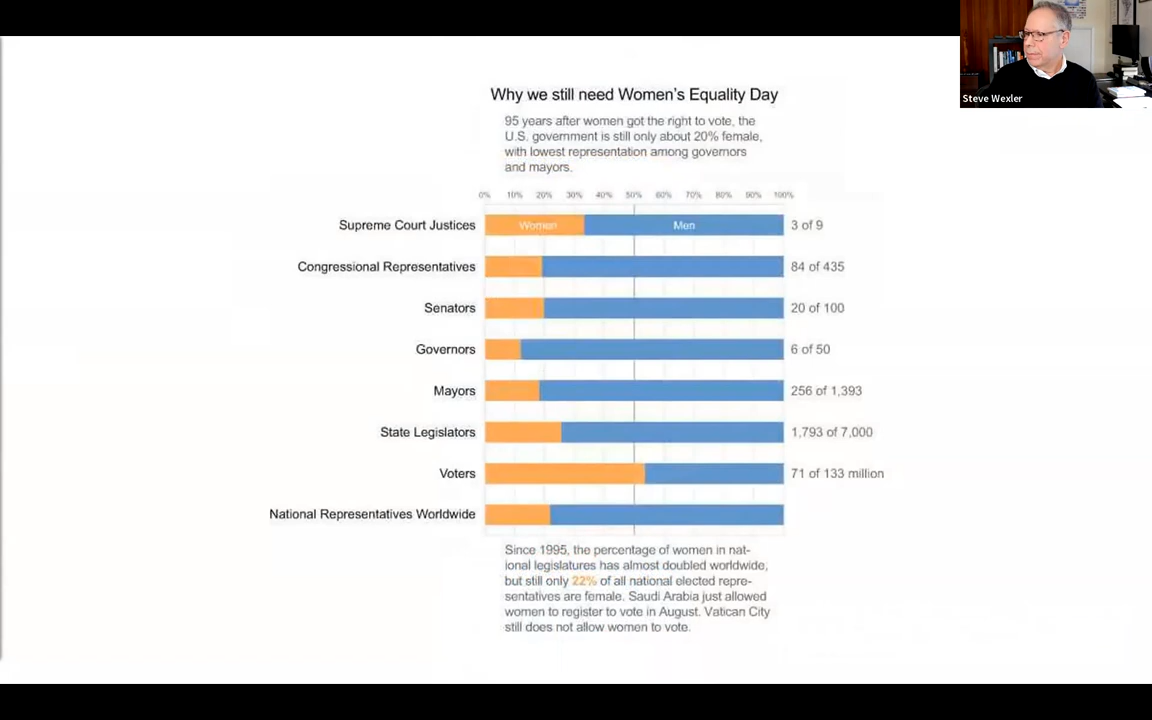 Steve Wexler
Why we still need Women's Equality Day
95 years after women got the right to vote, the
U.S. government is still only about 20% female,
with lowest representation among governors
and mayors.
0% 10% 20% 30% 40% 50% 60% 70% 80% 90% 100%
Supreme Court Justices Women Men 3 of 9
Congressional Representatives 84 of 435
Senators 20 of 100
Governors 6 of 50
Mayors 256 of 1,393
State Legislators 1,793 of 7,000
Voters 71 of 133 million
National Representatives Worldwide
Since 1995, the percentage of women in nat-
ional legislatures has almost doubled worldwide,
but still only 22% of all national elected repre-
sentatives are female. Saudi Arabia just allowed
women to register to vote in August. Vatican City
still does not allow women to vote.